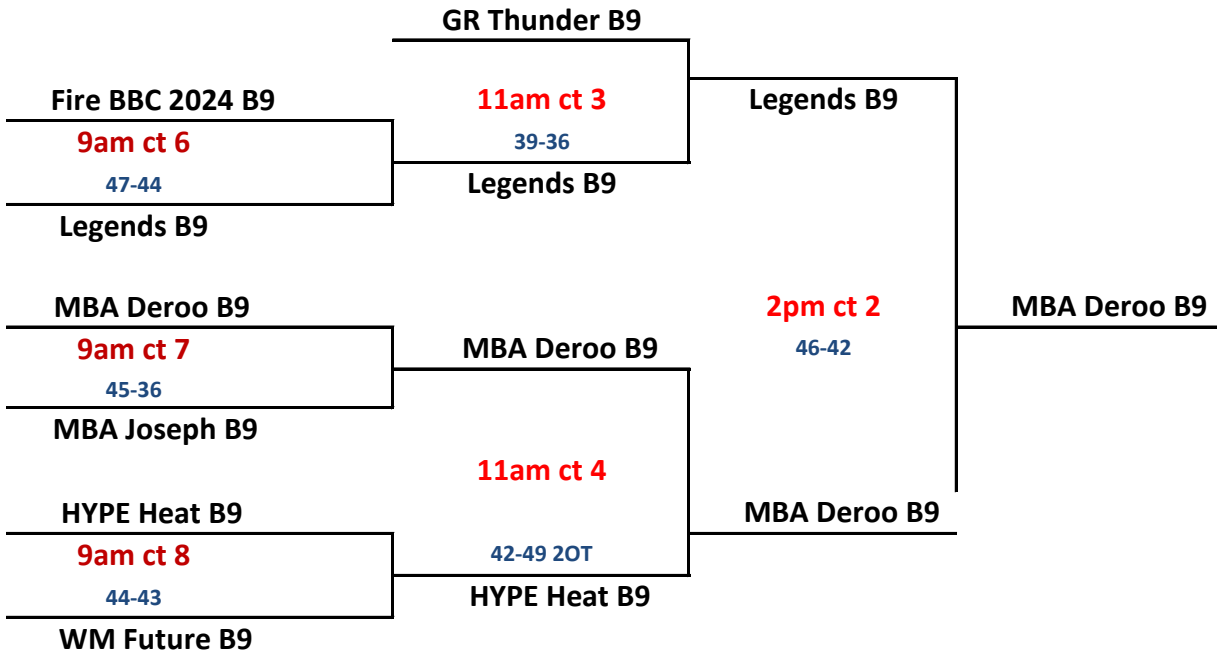 GR Thunder B9
Fire BBC 2024 B9
11am ct 3
Legends B9
9am ct 6
39-36
47-44
Legends B9
Legends B9
MBA Deroo B9
2pm ct 2
MBA Deroo B9
9am ct 7
MBA Deroo B9
46-42
45-36
MBA Joseph B9
11am ct 4
HYPE Heat B9
MBA Deroo B9
9am ct 8
42-49 2OT
44-43
HYPE Heat B9
WM Future B9